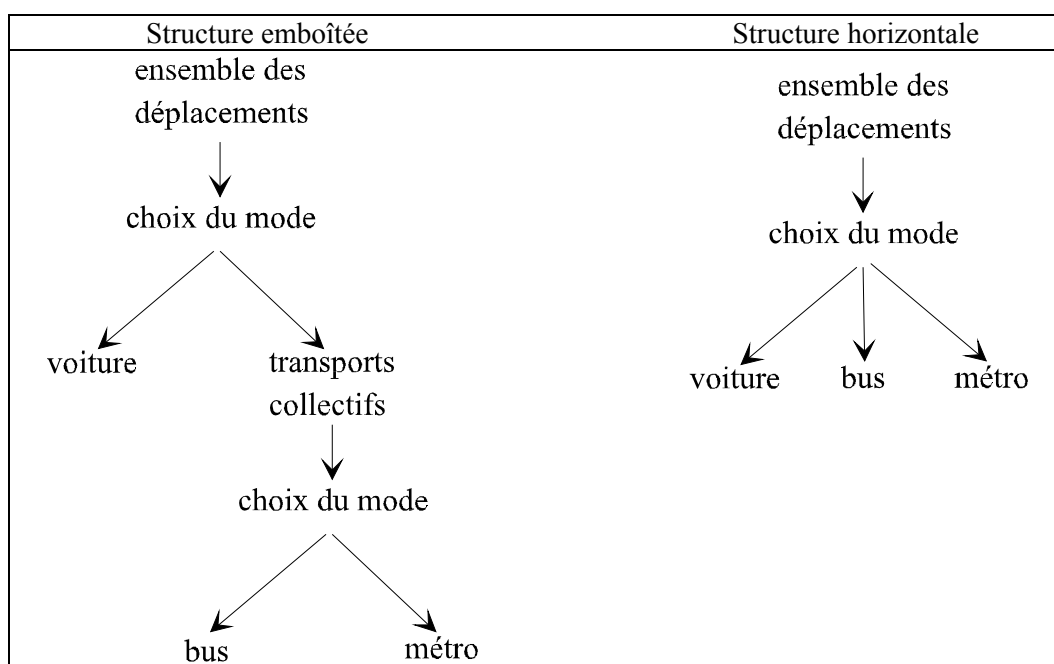 Structure emboîtée
ensemble des
déplacements
choix du mode
voiture
transports
collectifs
choix du mode
bus
métro
Structure horizontale
ensemble des
déplacements
choix du mode
voiture
bus
métro